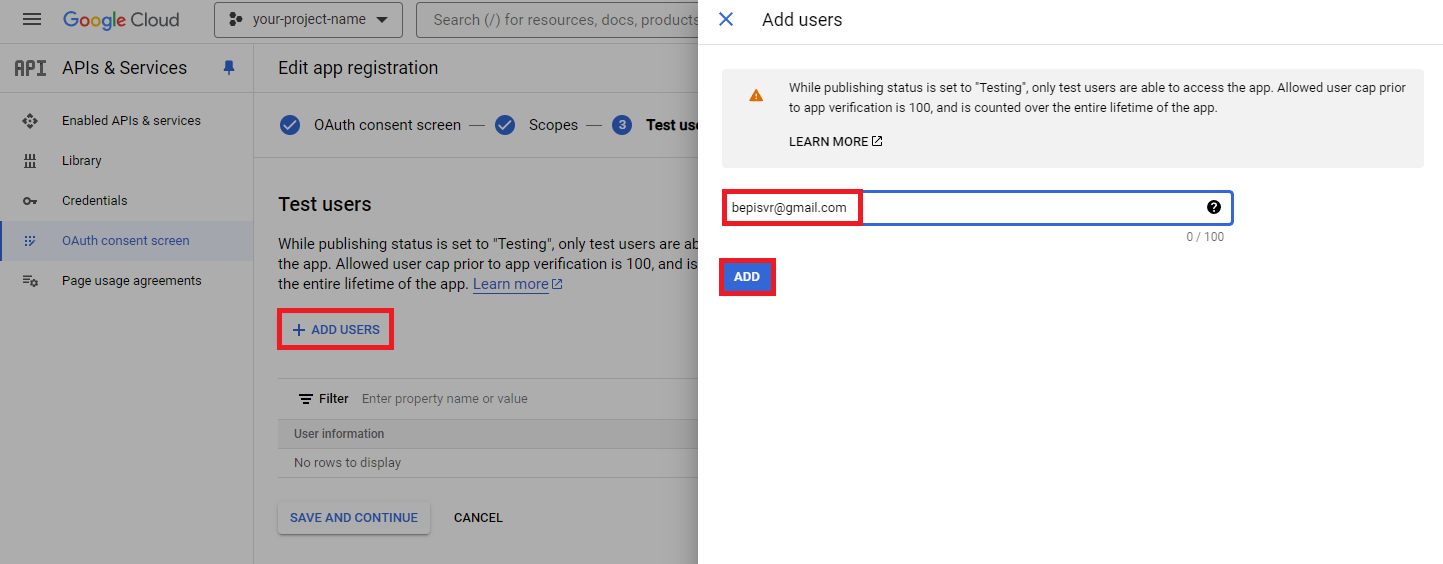 Google Cloud
your-project-name
Search (/) for resources, docs, products
API
APIs & Services
Enabled APIs & services
Library
Credentials
OAuth consent screen
Page usage agreements
Edit app registration
OAuth consent screen — Scopes — 3 Test use
Test users
While publishing status is set to "Testing", only test users are ab
the app. Allowed user cap prior to app verification is 100, and is
the entire lifetime of the app. Learn more
+ ADD USERS
Filter Enter property name or value
User information
No rows to display
SAVE AND CONTINUE CANCEL
Add users
While publishing status is set to "Testing", only test users are able to access the app. Allowed user cap prior
to app verification is 100, and is counted over the entire lifetime of the app.
LEARN MORE
bepisvr@gmail.com ?
0 / 100
ADD